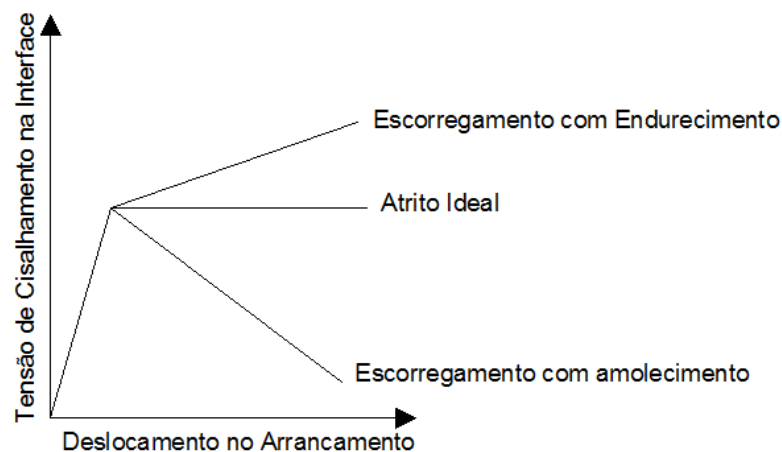 Tensão de Cisalhamento na Interface
Escorregamento com Endurecimento
Atrito Ideal
Escorregamento com amolecimento
Deslocamento no Arrancamento